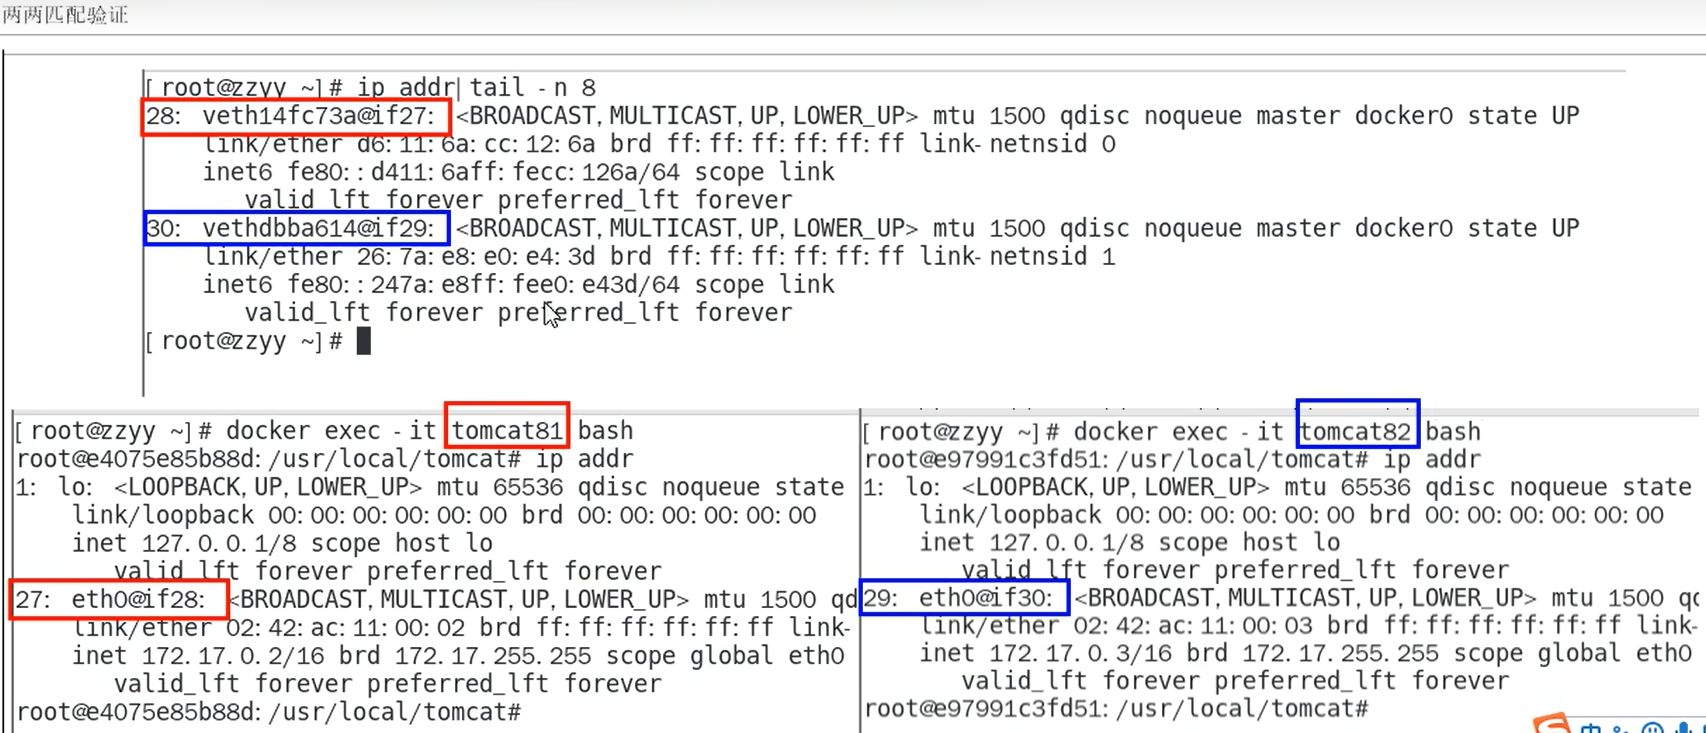 两两匹配验证
[root@zzyy ~]# ip addr| tail -n 8
28: veth14fc73a@if27: <BROADCAST,MULTICAST,UP,LOWER_UP> mtu 1500 qdisc noqueue master docker0 state UP
link/ether d6:11:6a:cc:12:6a brd ff:ff:ff:ff:ff:ff link-netnsid 0
inet6 fe80::d411:6aff:fecc:126a/64 scope link
valid_lft forever preferred_lft forever
30: vethdbba614@if29: <BROADCAST,MULTICAST,UP,LOWER_UP> mtu 1500 qdisc noqueue master docker0 state UP
link/ether 26:7a:e8:e0:e4:3d brd ff:ff:ff:ff:ff:ff link-netnsid 1
inet6 fe80::247a:e8ff:fee0:e43d/64 scope link
valid_lft forever preferred_lft forever
[root@zzyy ~]#
[root@zzyy ~]# docker exec -it tomcat81 bash
root@e4075e85b88d:/usr/local/tomcat# ip addr
1: lo: <LOOPBACK,UP,LOWER_UP> mtu 65536 qdisc noqueue state
link/loopback 00:00:00:00:00:00 brd 00:00:00:00:00:00
inet 127.0.0.1/8 scope host lo
valid_lft forever preferred_lft forever
27: eth0@if28: <BROADCAST,MULTICAST,UP,LOWER_UP> mtu 1500 qd
link/ether 02:42:ac:11:00:02 brd ff:ff:ff:ff:ff:ff link-
inet 172.17.0.2/16 brd 172.17.255.255 scope global eth0
valid_lft forever preferred_lft forever
root@e4075e85b88d:/usr/local/tomcat#
[root@zzyy ~]# docker exec -it tomcat82 bash
root@e97991c3fd51:/usr/local/tomcat# ip addr
1: lo: <LOOPBACK,UP,LOWER_UP> mtu 65536 qdisc noqueue state
link/loopback 00:00:00:00:00:00 brd 00:00:00:00:00:00
inet 127.0.0.1/8 scope host lo
valid_lft forever preferred_lft forever
29: eth0@if30: <BROADCAST,MULTICAST,UP,LOWER_UP> mtu 1500 qd
link/ether 02:42:ac:11:00:03 brd ff:ff:ff:ff:ff:ff link-
inet 172.17.0.3/16 brd 172.17.255.255 scope global eth0
valid_lft forever preferred_lft forever
root@e97991c3fd51:/usr/local/tomcat#